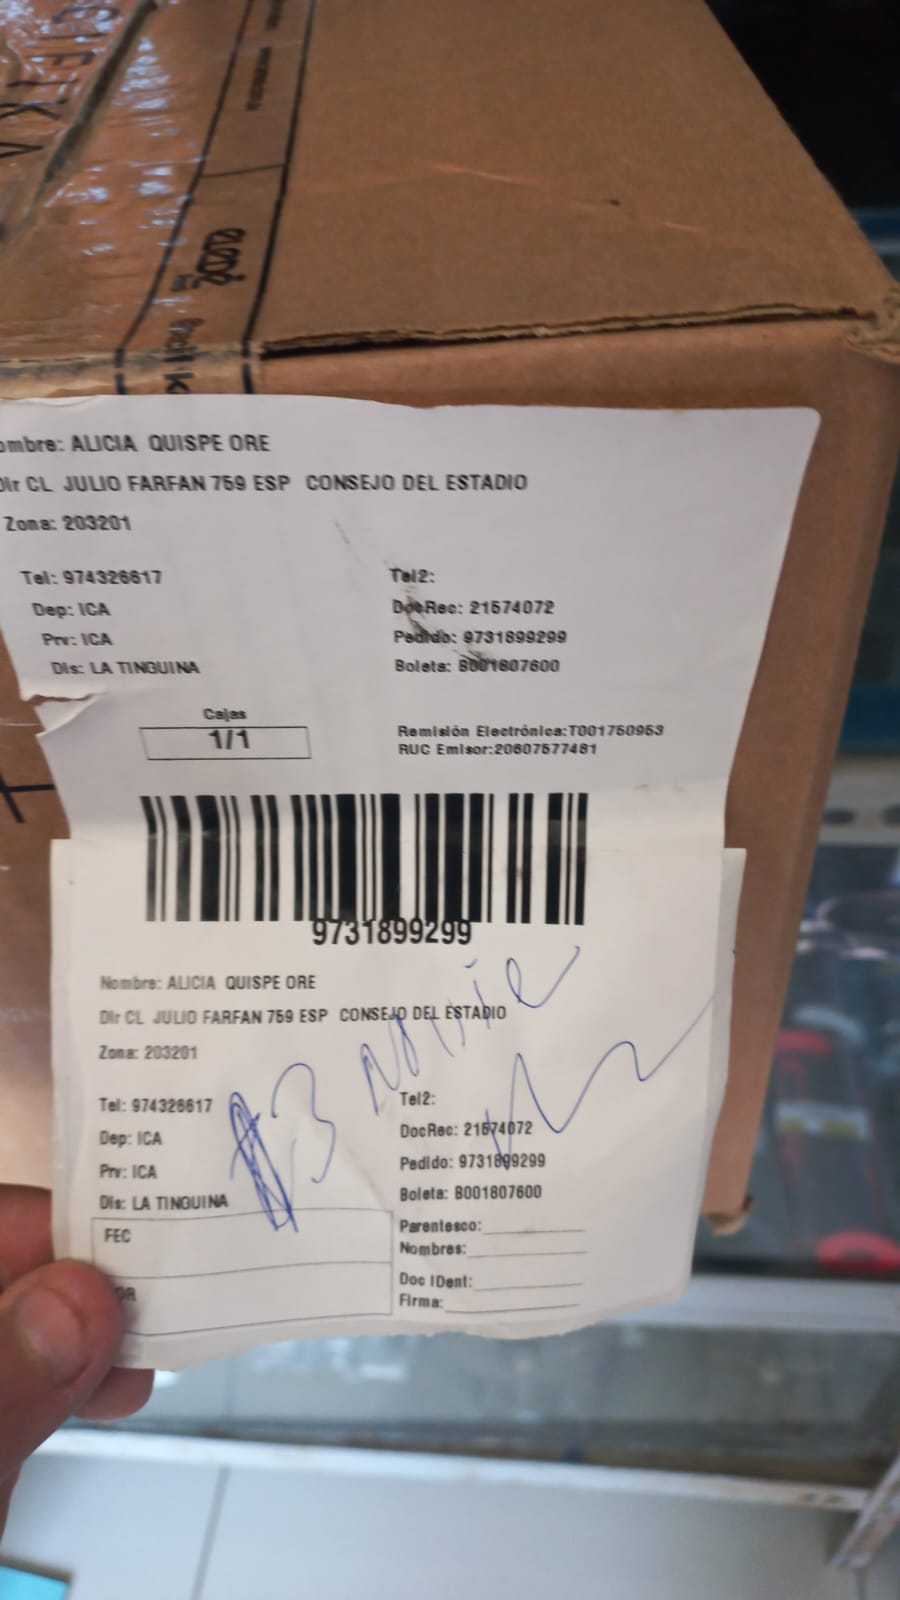 ombre: ALICIA QUISPE ORE
Dir CL JULIO FARFAN 759 ESP CONSEJO DEL ESTADIO
Zona: 203201
Tel: 974326617
Tel2:
Dep: ICA
DocRec: 21574072
Prv: ICA
Pedido: 9731899299
Dis: LA TINGUINA
Boleta: B001807600
Cajas
1/1
Remisión Electrónica:T001750953
RUC Emisor:20607577481
9731899299
Nombre: ALICIA QUISPE ORE
Dir CL JULIO FARFAN 759 ESP CONSEJO DEL ESTADIO
Zona: 203201
Tel: 974326617
Tel2:
Dep: ICA
DocRec: 21574072
Prv: ICA
Pedido: 9731899299
Dis: LA TINGUINA
Boleta: B001807600
FEC
Parentesco:
Nombres:
Doc IDent:
Firma: